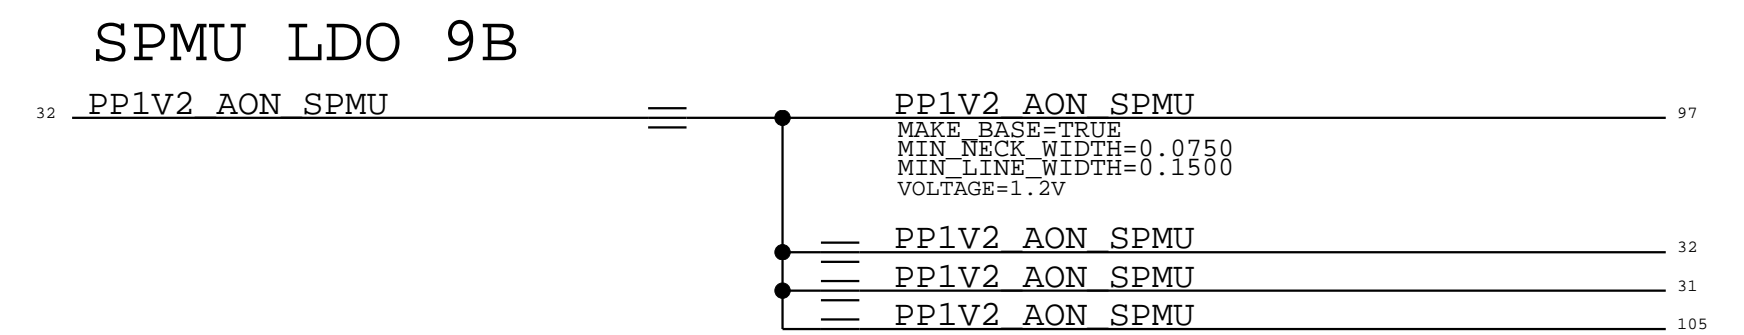 SPMU LDO 9B
32 PP1V2_AON_SPMU PP1V2_AON_SPMU 97
MAKE_BASE=TRUE
MIN_NECK_WIDTH=0.0750
MIN_LINE_WIDTH=0.1500
VOLTAGE=1.2V
PP1V2_AON_SPMU 32
PP1V2_AON_SPMU 31
PP1V2_AON_SPMU 105